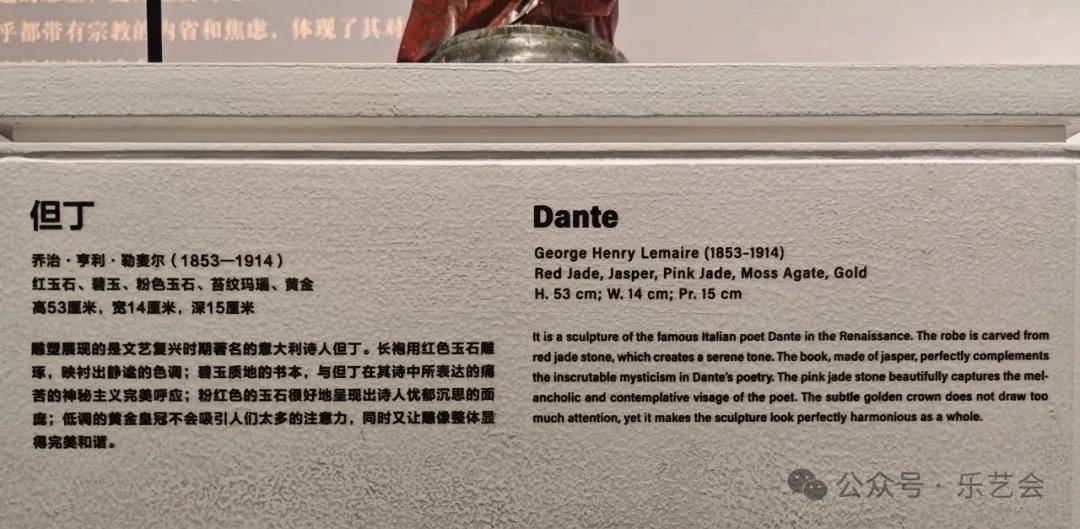 乎都带有宗教的内省和焦虑，体现了其对
但丁
乔治·亨利·勒麦尔（1853—1914）
红玉石、碧玉、粉色玉石、苔纹玛瑙、黄金
高53厘米，宽14厘米，深15厘米
雕塑展现的是文艺复兴时期著名的意大利诗人但丁。长袍用红色玉石雕
琢，映衬出静谧的色调；碧玉质地的书本，与但丁在其诗中所表达的痛
苦的神秘主义完美呼应；粉红色的玉石很好地呈现出诗人忧郁沉思的面
庞；低调的黄金皇冠不会吸引人们太多的注意力，同时又让雕像整体显
得完美和谐。
Dante
George Henry Lemaire (1853-1914)
Red Jade, Jasper, Pink Jade, Moss Agate, Gold
H. 53 cm; W. 14 cm; Pr. 15 cm
It is a sculpture of the famous Italian poet Dante in the Renaissance. The robe is carved from
red jade stone, which creates a serene tone. The book, made of jasper, perfectly complements
the inscrutable mysticism in Dante's poetry. The pink jade stone beautifully captures the mel-
ancholic and contemplative visage of the poet. The subtle golden crown does not draw too
much attention, yet it makes the sculpture look perfectly harmonious as a whole.
公众号·乐艺会